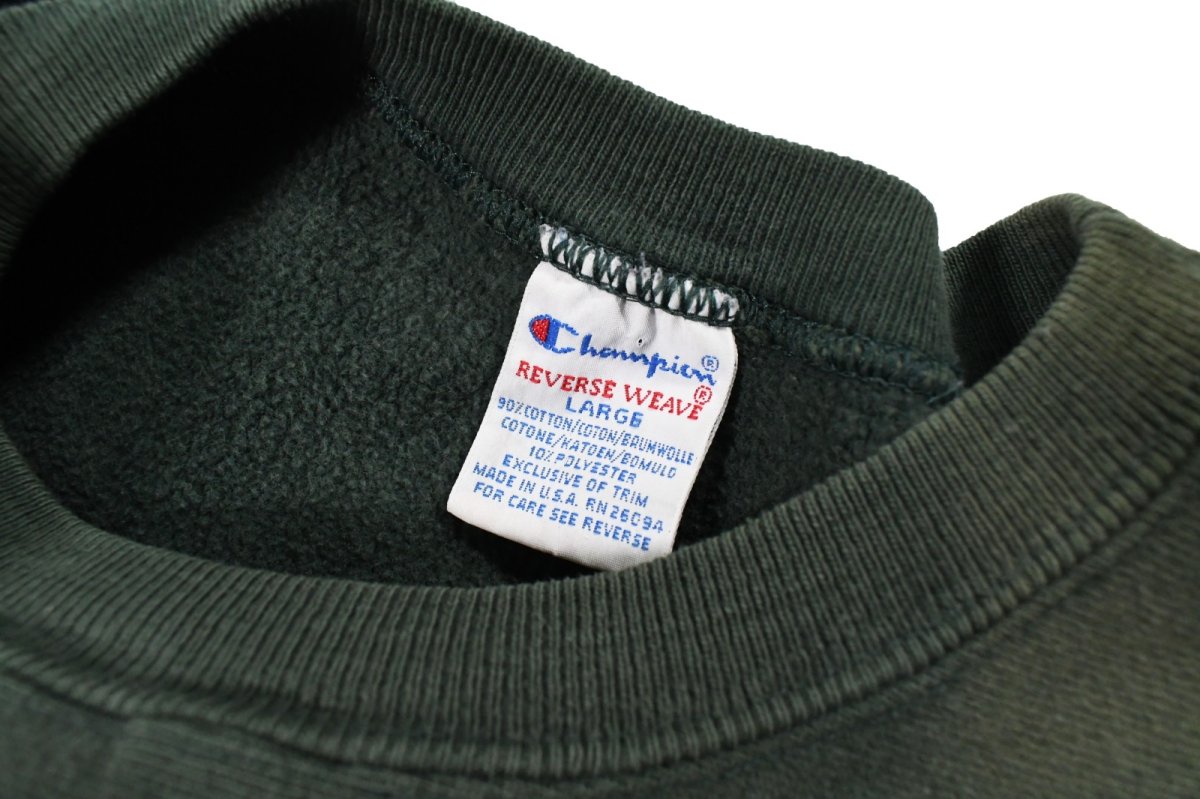 Champion®
REVERSE WEAVE®
LARGE
90% COTTON/COTON/BAUMWOLLE
COTONE/KATOEN/BOMULD
10% POLYESTER
EXCLUSIVE OF TRIM
MADE IN U.S.A. RN 26094
FOR CARE SEE REVERSE